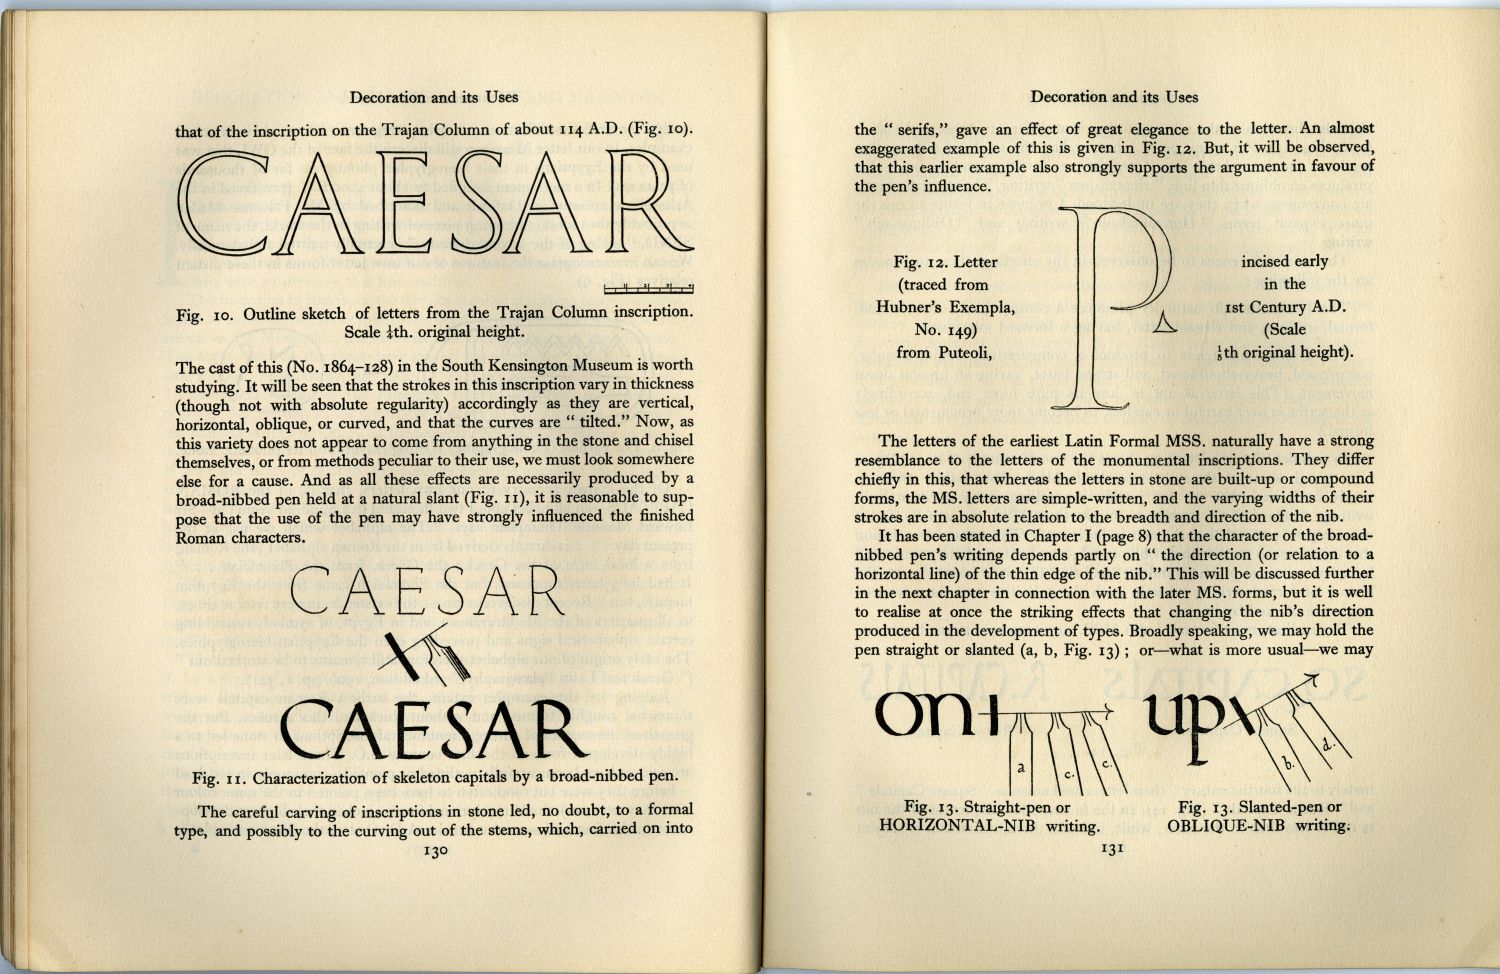 Decoration and its Uses
that of the inscription on the Trajan Column of about 114 A.D. (Fig. 10).
CAESAR
Fig. 10. Outline sketch of letters from the Trajan Column inscription.
Scale ⅛th. original height.
The cast of this (No. 1864–128) in the South Kensington Museum is worth
studying. It will be seen that the strokes in this inscription vary in thickness
(though not with absolute regularity) accordingly as they are vertical,
horizontal, oblique, or curved, and that the curves are “ tilted.” Now, as
this variety does not appear to come from anything in the stone and chisel
themselves, or from methods peculiar to their use, we must look somewhere
else for a cause. And as all these effects are necessarily produced by a
broad-nibbed pen held at a natural slant (Fig. 11), it is reasonable to sup-
pose that the use of the pen may have strongly influenced the finished
Roman characters.
CAESAR
CAESAR
Fig. 11. Characterization of skeleton capitals by a broad-nibbed pen.
The careful carving of inscriptions in stone led, no doubt, to a formal
type, and possibly to the curving out of the stems, which, carried on into
130
Decoration and its Uses
the “ serifs,” gave an effect of great elegance to the letter. An almost
exaggerated example of this is given in Fig. 12. But, it will be observed,
that this earlier example also strongly supports the argument in favour of
the pen’s influence.
P
Fig. 12. Letter
(traced from
Hubner’s Exempla,
No. 149)
from Puteoli,
incised early
in the
1st Century A.D.
(Scale
⅛th original height).
The letters of the earliest Latin Formal MSS. naturally have a strong
resemblance to the letters of the monumental inscriptions. They differ
chiefly in this, that whereas the letters in stone are built-up or compound
forms, the MS. letters are simple-written, and the varying widths of their
strokes are in absolute relation to the breadth and direction of the nib.
It has been stated in Chapter I (page 8) that the character of the broad-
nibbed pen’s writing depends partly on “ the direction (or relation to a
horizontal line) of the thin edge of the nib.” This will be discussed further
in the next chapter in connection with the later MS. forms, but it is well
to realise at once the striking effects that changing the nib’s direction
produced in the development of types. Broadly speaking, we may hold the
pen straight or slanted (a, b, Fig. 13) ; or—what is more usual—we may
on
a c. c.
up
b. d.
Fig. 13. Straight-pen or
HORIZONTAL-NIB writing.
Fig. 13. Slanted-pen or
OBLIQUE-NIB writing.
131